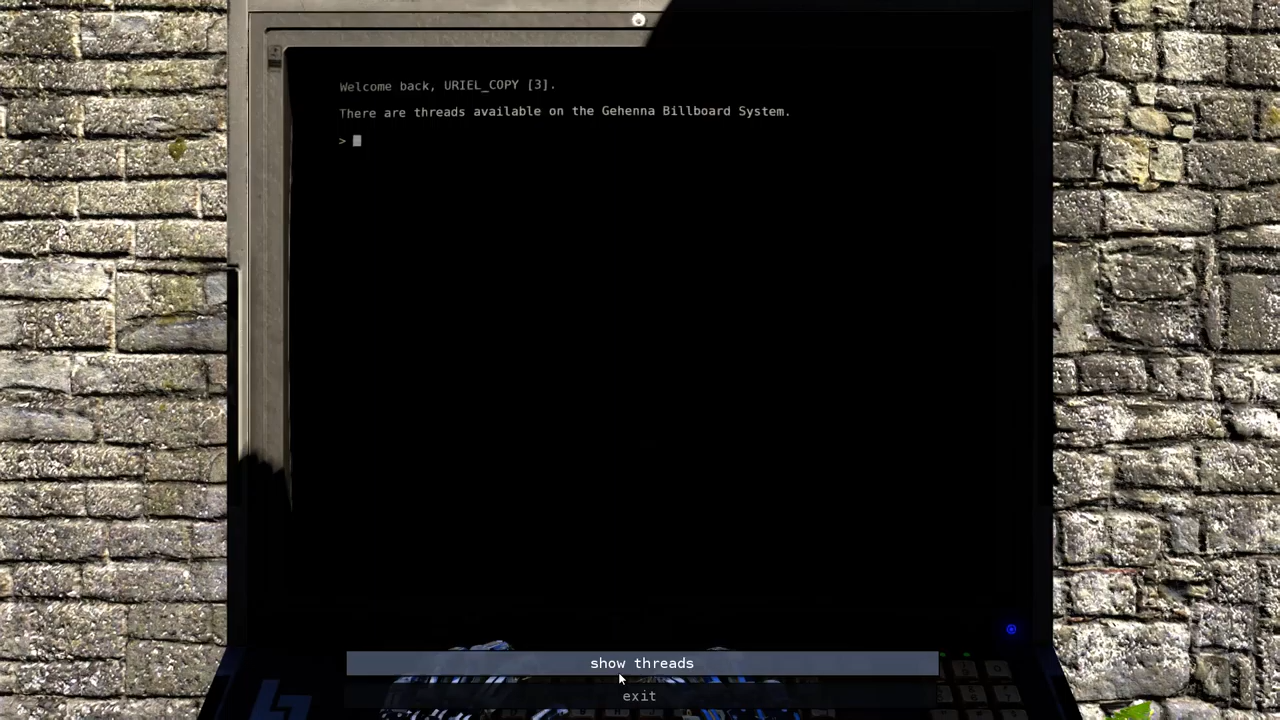 Welcome back, URIEL_COPY [3].
There are threads available on the Gehenna Billboard System.
>
show threads
exit